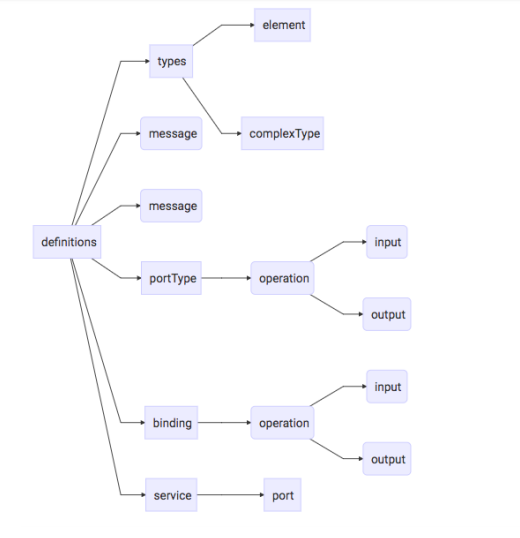 element
types
message
complexType
message
definitions
input
portType
operation
output
input
binding
operation
output
service
port